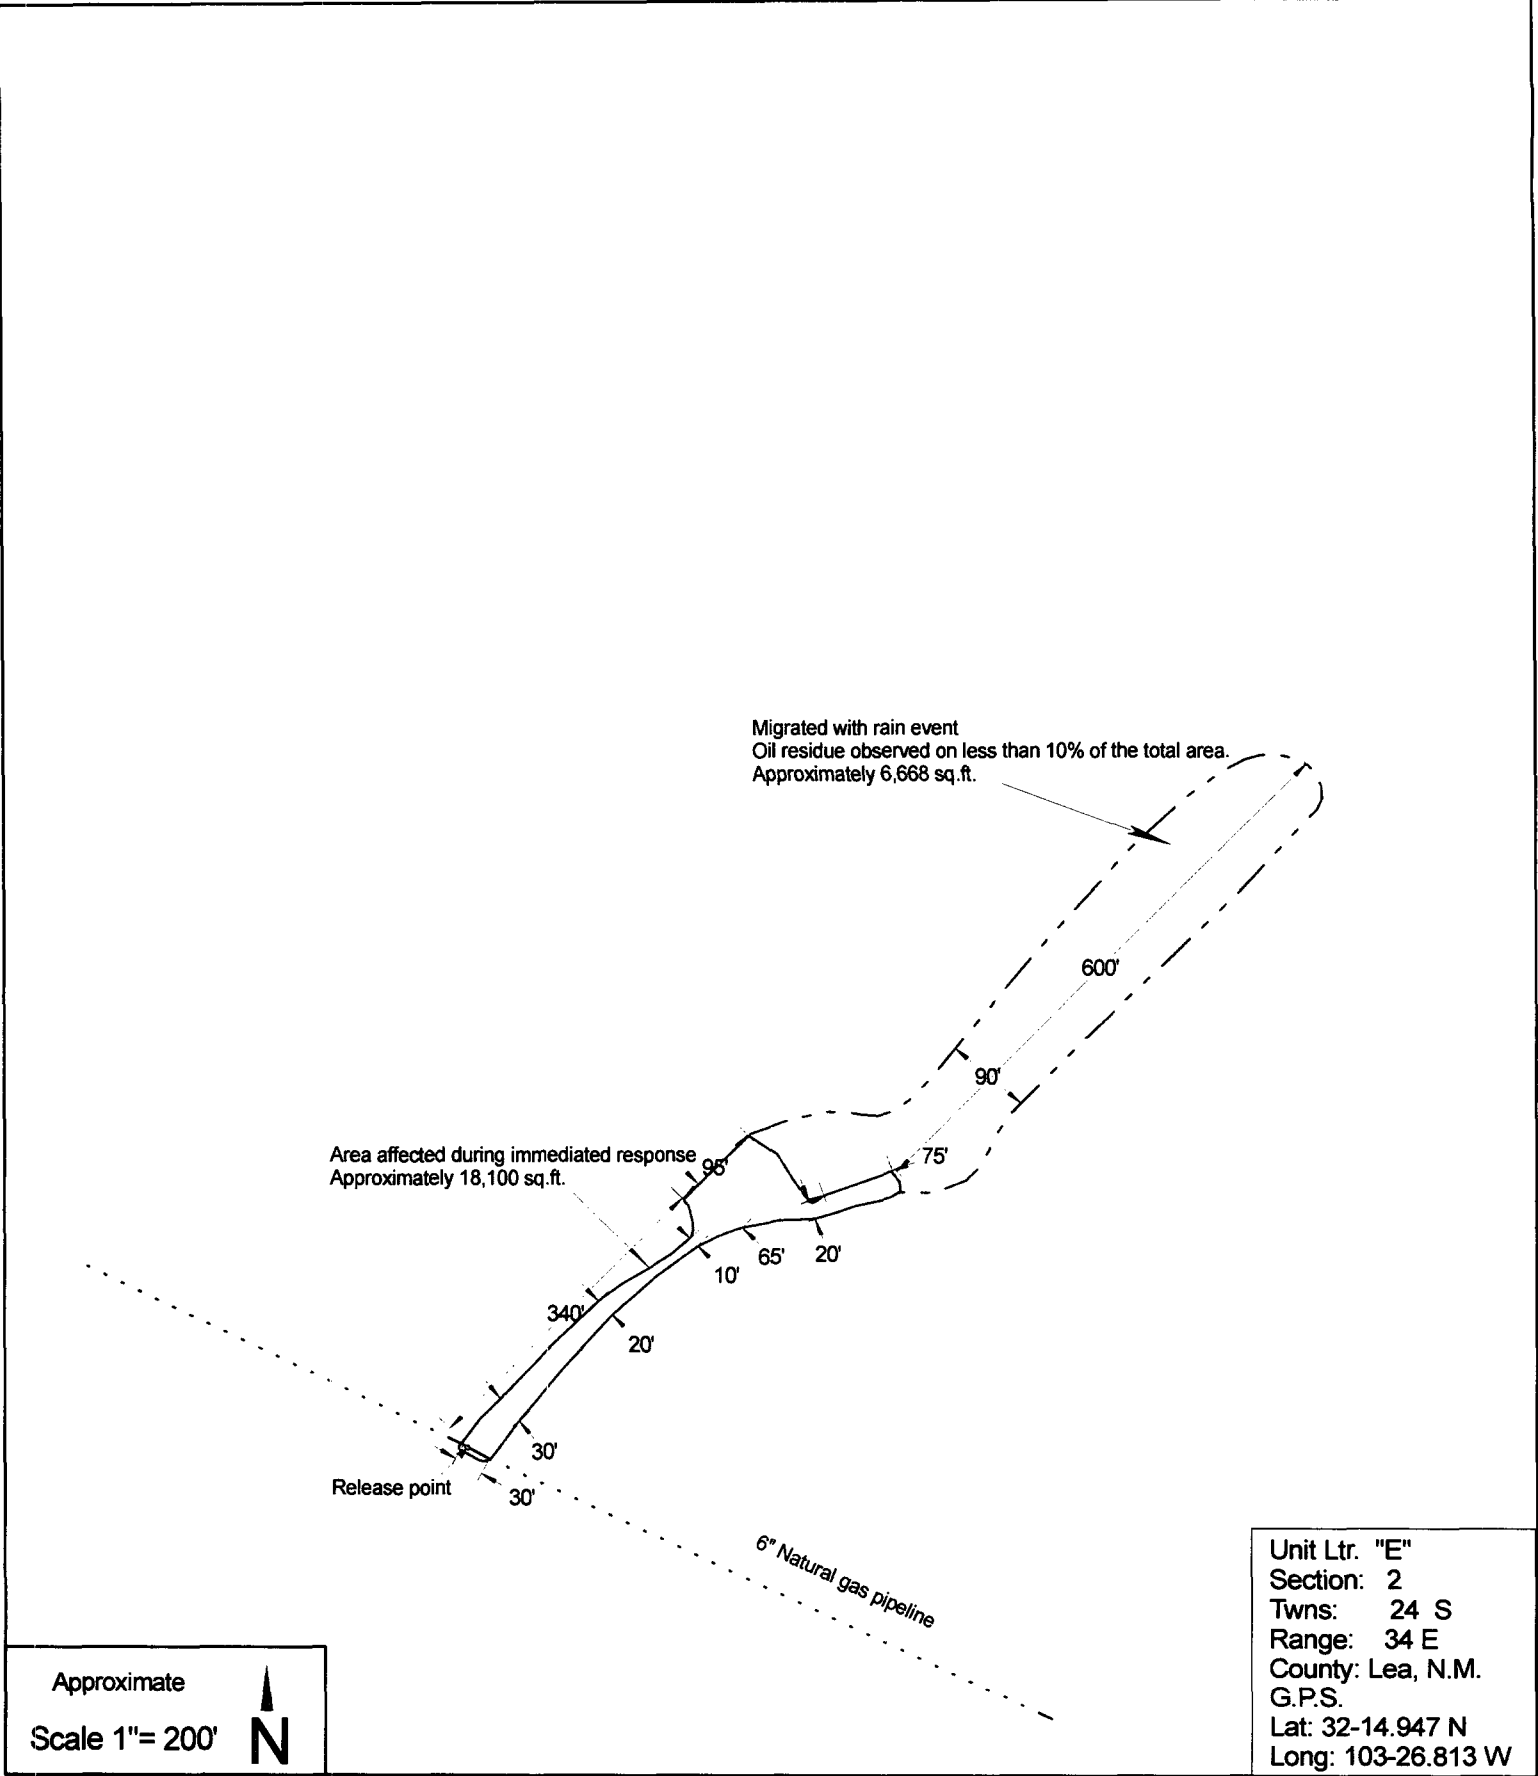 Migrated with rain event
Oil residue observed on less than 10% of the total area.
Approximately 6,668 sq.ft.
600'
90'
75'
Area affected during immediated response
Approximately 18,100 sq.ft.
95'
65'
20'
10'
340'
20'
30'
Release point
30'
6" Natural gas pipeline
Approximate
Scale 1"= 200'
N
Unit Ltr. "E"
Section: 2
Twns: 24 S
Range: 34 E
County: Lea, N.M.
G.P.S.
Lat: 32-14.947 N
Long: 103-26.813 W